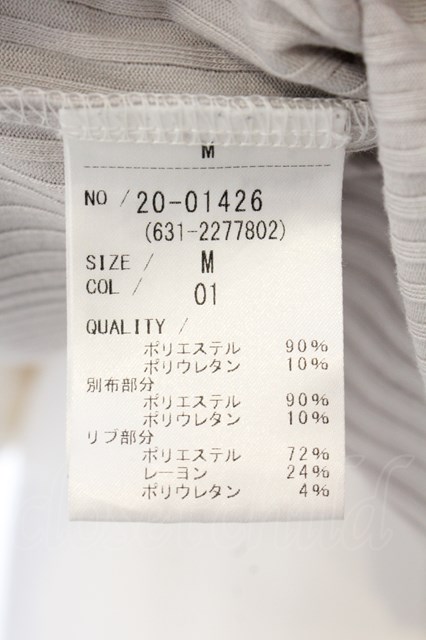 M
NO / 20-01426
(631-2277802)
SIZE / M
COL / 01
QUALITY /
ポリエステル 90%
ポリウレタン 10%
別布部分
ポリエステル 90%
ポリウレタン 10%
リブ部分
ポリエステル 72%
レーヨン 24%
ポリウレタン 4%